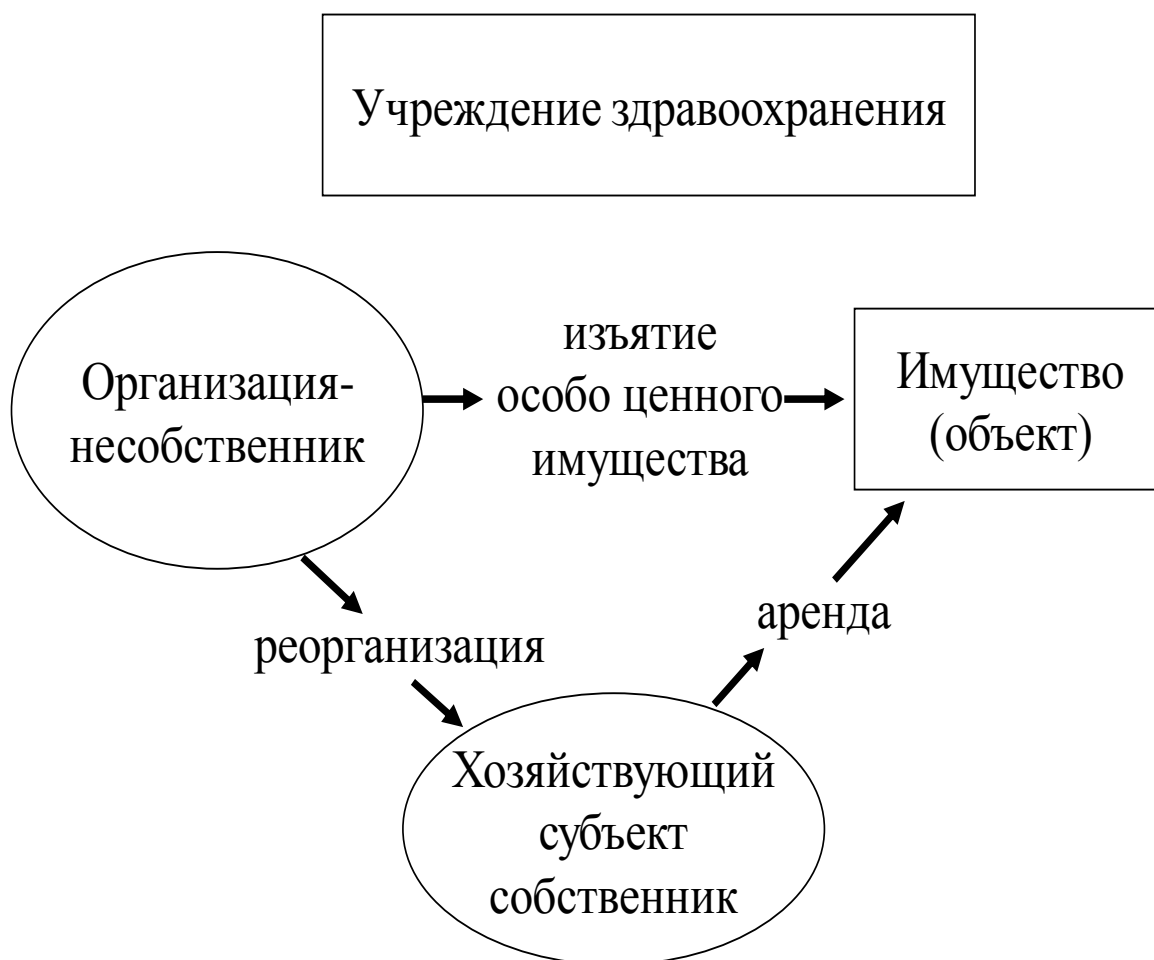 Учреждение здравоохранения
Организация-
несобственник
изъятие
особо ценного
имущества
Имущество
(объект)
реорганизация
аренда
Хозяйствующий
субъект
собственник